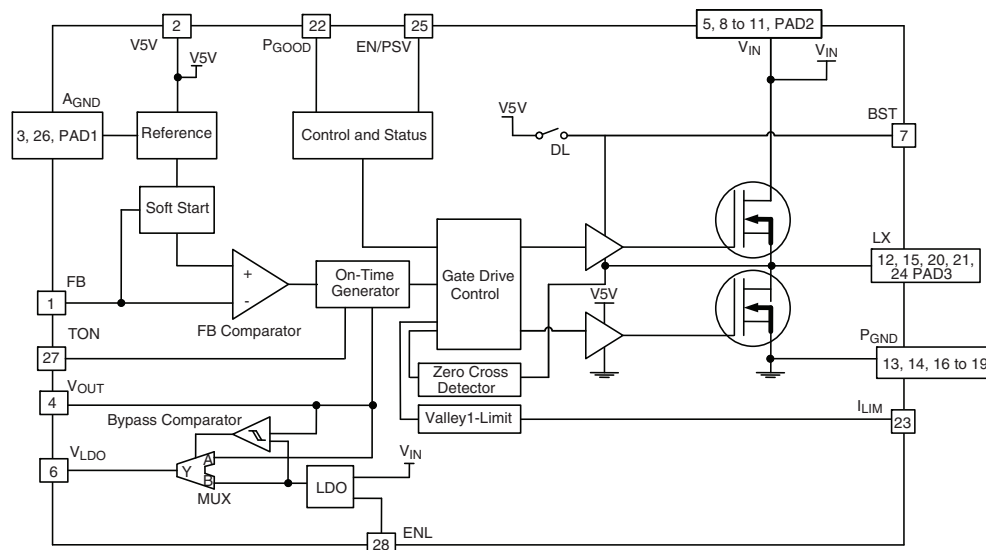 2
22
25
5, 8 to 11, PAD2
V5V
PGOOD
EN/PSV
VIN
VIN
V5V
AGND
3, 26, PAD1
Reference
Control and Status
V5V
DL
BST
7
Soft Start
LX
12, 15, 20, 21,
24 PAD3
FB
1
+
-
FB Comparator
On-Time
Generator
Gate Drive
Control
V5V
TON
27
PGND
13, 14, 16 to 19
Zero Cross
Detector
VOUT
4
Bypass Comparator
Valley1-Limit
ILIM
23
VLDO
6
Y
A
B
MUX
LDO
VIN
ENL
28